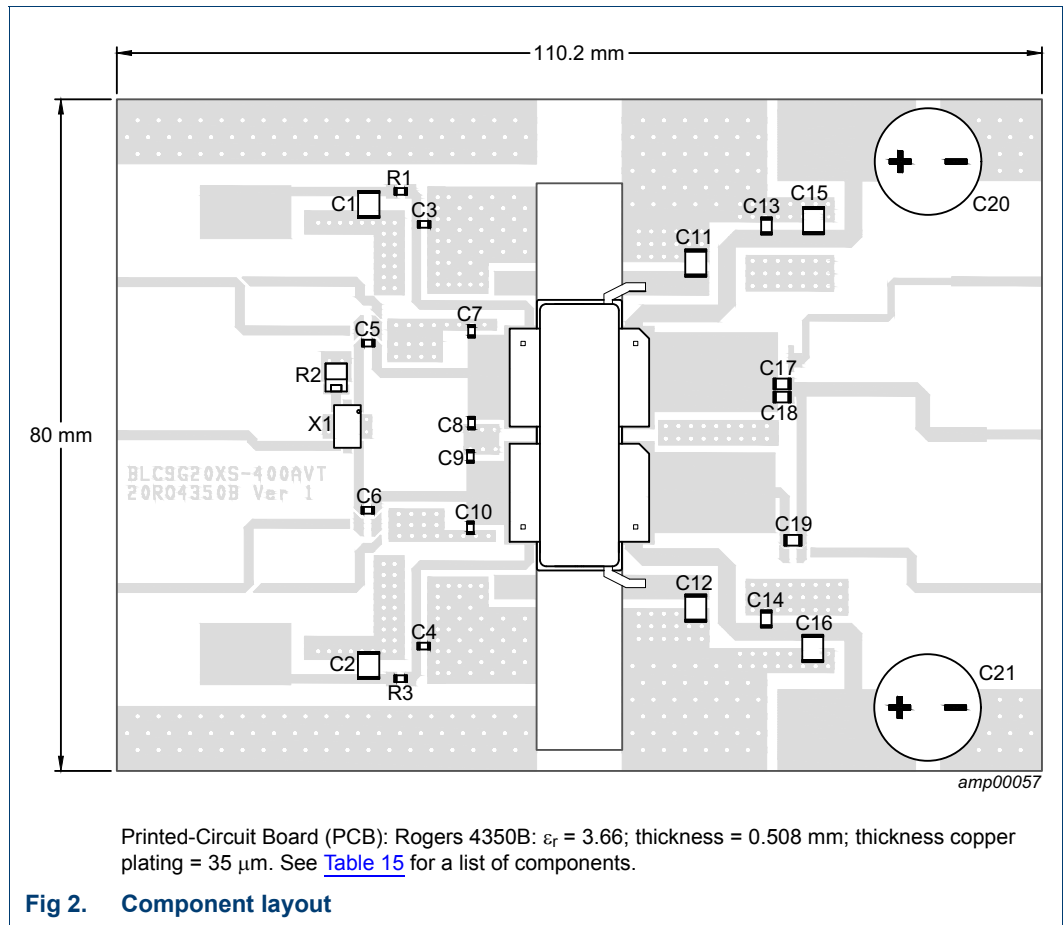 110.2 mm
80 mm
R1
C1
C3
C13
C15
C20
C11
C7
C5
R2
C17
C18
X1
C8
C9
BLC9G20XS-400AVT
20RO4350B Ver 1
C6
C10
C19
C12
C14
C4
C16
C2
R3
C21
amp00057
Printed-Circuit Board (PCB): Rogers 4350B: εr = 3.66; thickness = 0.508 mm; thickness copper
plating = 35 μm. See Table 15 for a list of components.
Fig 2. Component layout